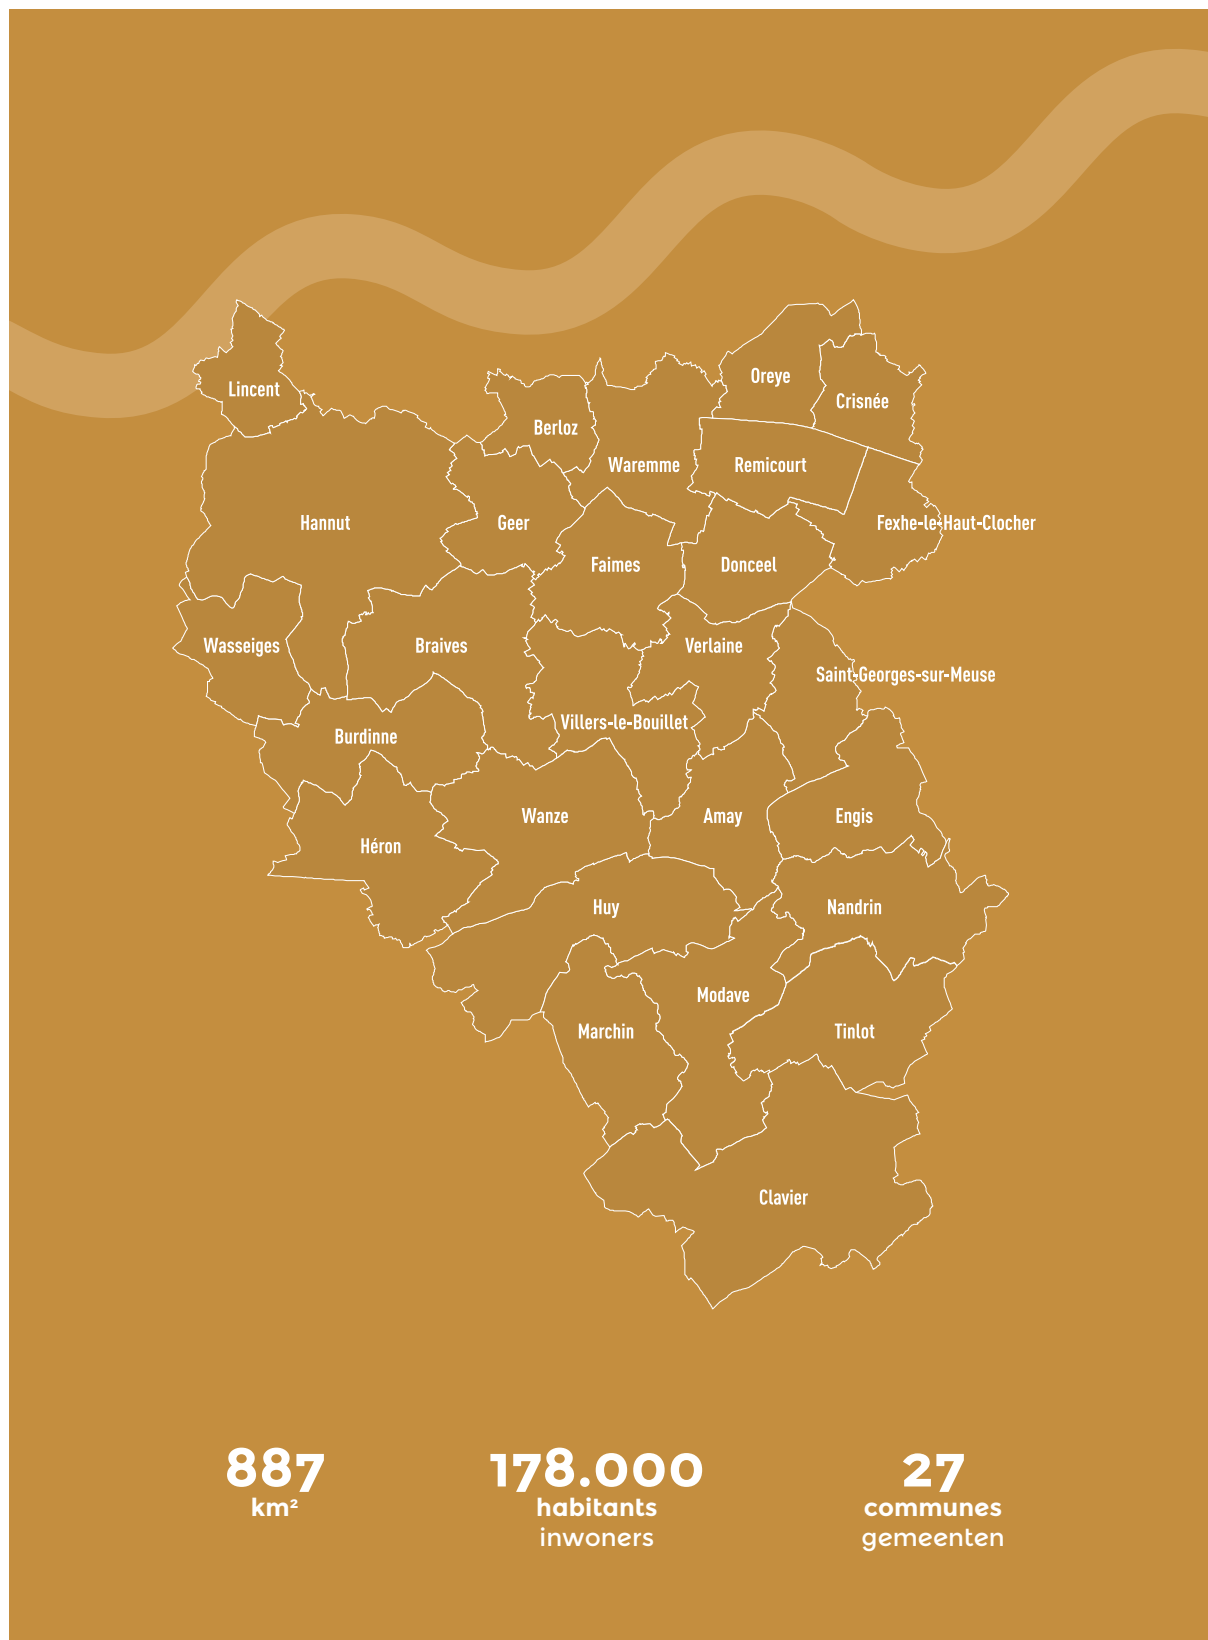 Oreye
Lincent
Crisnée
Berloz
Waremme
Remicourt
Hannut
Geer
Fexhe-le-Haut-Clocher
Faimes
Donceel
Wasseiges
Braives
Verlaine
Saint-Georges-sur-Meuse
Villers-le-Bouillet
Burdinne
Wanze
Amay
Engis
Héron
Huy
Nandrin
Modave
Marchin
Tinlot
Clavier
887
km²
178.000
habitants
inwoners
27
communes
gemeenten